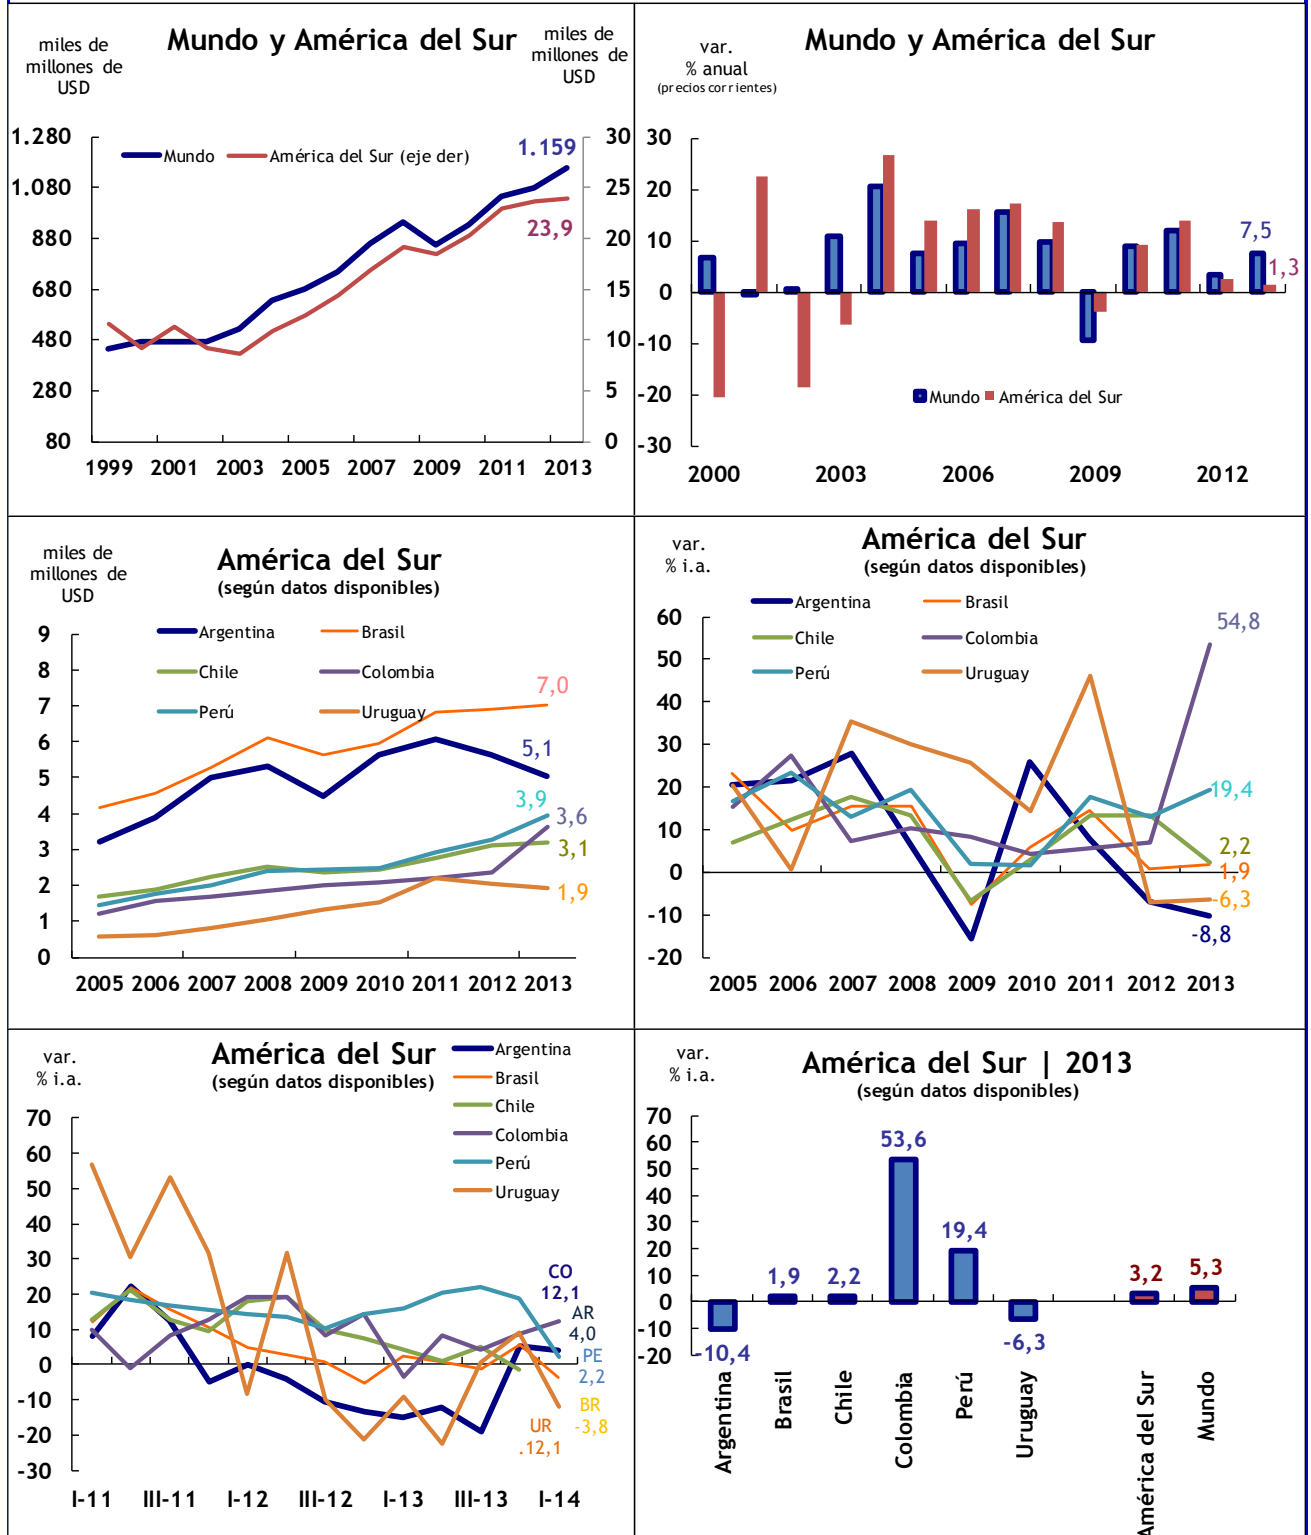 miles de
millones de
USD
Mundo y América del Sur
miles de
millones de
USD
1.280
1.080
880
680
480
280
80
30
25
20
15
10
5
0
Mundo
América del Sur (eje der)
1.159
23,9
1999 2001 2003 2005 2007 2009 2011 2013
var.
% anual
(precios corrientes)
Mundo y América del Sur
30
20
10
0
-10
-20
-30
7,5
1,3
Mundo
América del Sur
2000 2003 2006 2009 2012
miles de
millones de
USD
América del Sur
(según datos disponibles)
Argentina
Brasil
Chile
Colombia
Perú
Uruguay
9
8
7
6
5
4
3
2
1
0
7,0
5,1
3,9
3,6
3,1
1,9
2005 2006 2007 2008 2009 2010 2011 2012 2013
var.
% i.a.
América del Sur
(según datos disponibles)
Argentina
Brasil
Chile
Colombia
Perú
Uruguay
60
50
40
30
20
10
0
-10
-20
54,8
19,4
2,2
1,9
-6,3
-8,8
2005 2006 2007 2008 2009 2010 2011 2012 2013
var.
% i.a.
América del Sur
(según datos disponibles)
Argentina
Brasil
Chile
Colombia
Perú
Uruguay
70
60
50
40
30
20
10
0
-10
-20
-30
CO
12,1
AR
4,0
PE
2,2
BR
-3,8
UR
.12,1
I-11 III-11 I-12 III-12 I-13 III-13 I-14
var.
% i.a.
América del Sur | 2013
(según datos disponibles)
70
60
50
40
30
20
10
0
-10
-20
-10,4
1,9
2,2
53,6
19,4
-6,3
3,2
5,3
Argentina
Brasil
Chile
Colombia
Perú
Uruguay
América del Sur
Mundo